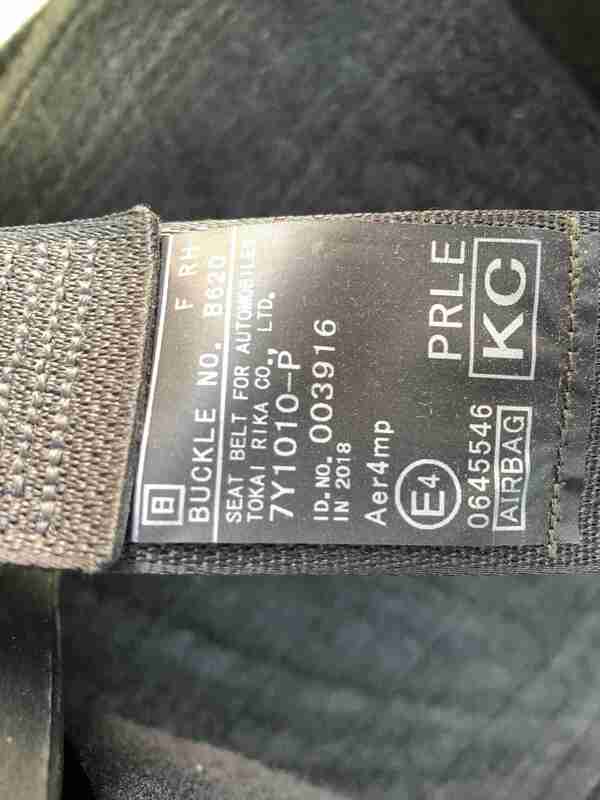 F RH
日 BUCKLE NO. B620
SEAT BELT FOR AUTOMOBILES
TOKAI RIKA CO., LTD.
7Y1010-P
ID.NO. 003916
IN 2018
Aer4mp
E4 PRLE
0645546
AIRBAG KC